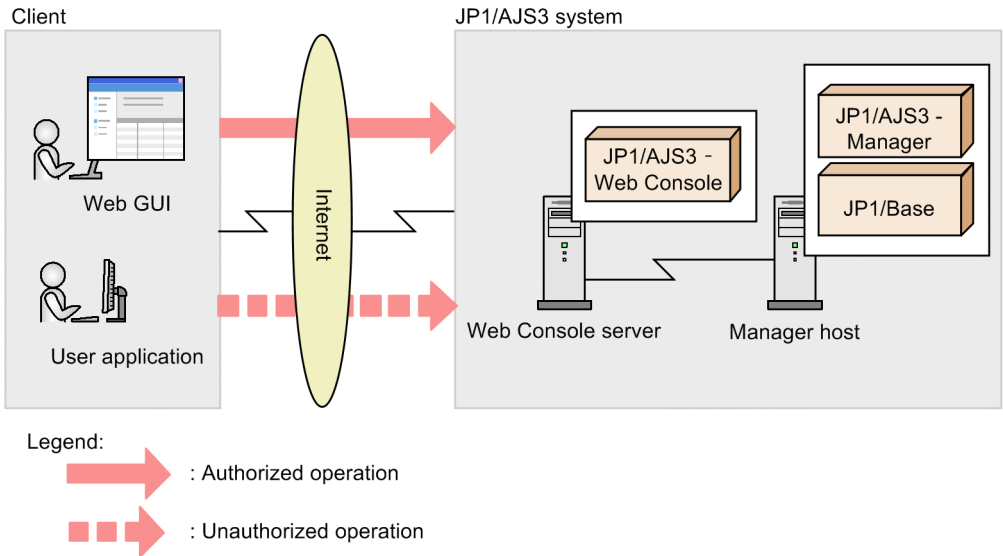 Client
JP1/AJS3 system
Web GUI
User application
Internet
JP1/AJS3 -
Web Console
JP1/AJS3 -
Manager
JP1/Base
Web Console server
Manager host
Legend:
: Authorized operation
: Unauthorized operation